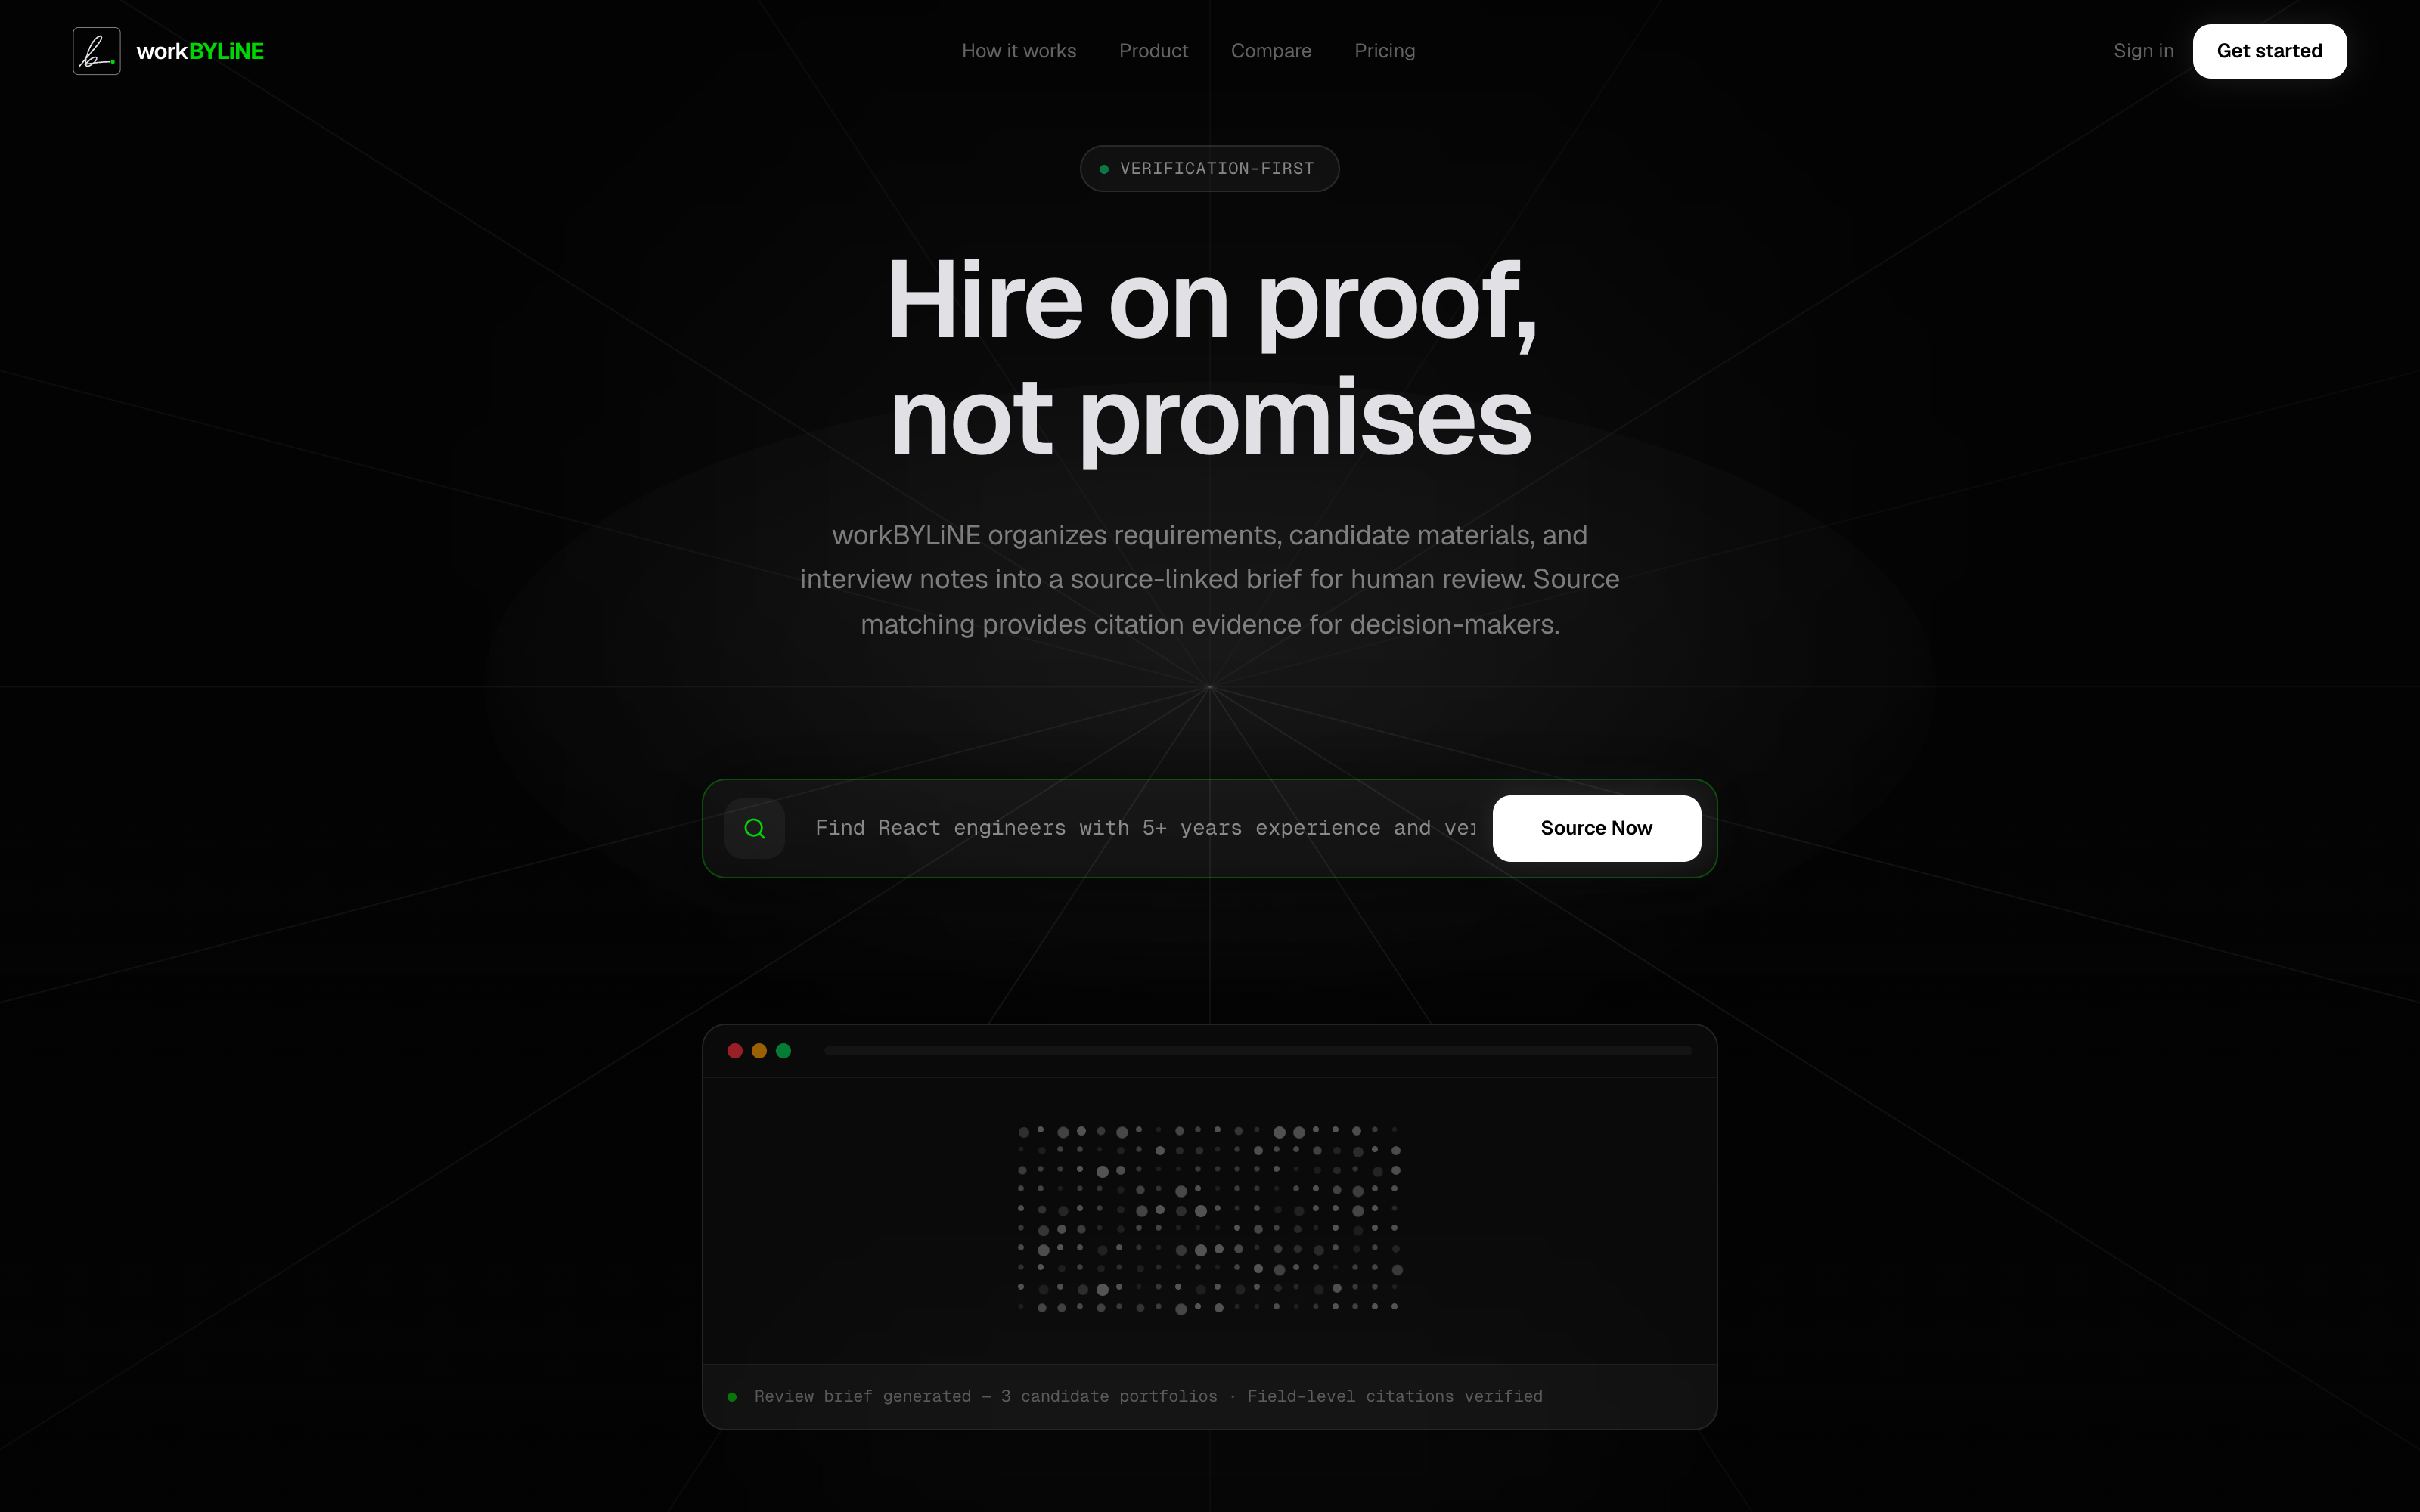 workBYLiNE
How it works
Product
Compare
Pricing
Sign in
Get started
VERIFICATION-FIRST
Hire on proof,
not promises
workBYLiNE organizes requirements, candidate materials, and
interview notes into a source-linked brief for human review. Source
matching provides citation evidence for decision-makers.
Find React engineers with 5+ years experience and
Source Now
Review brief generated — 3 candidate portfolios · Field-level citations verified